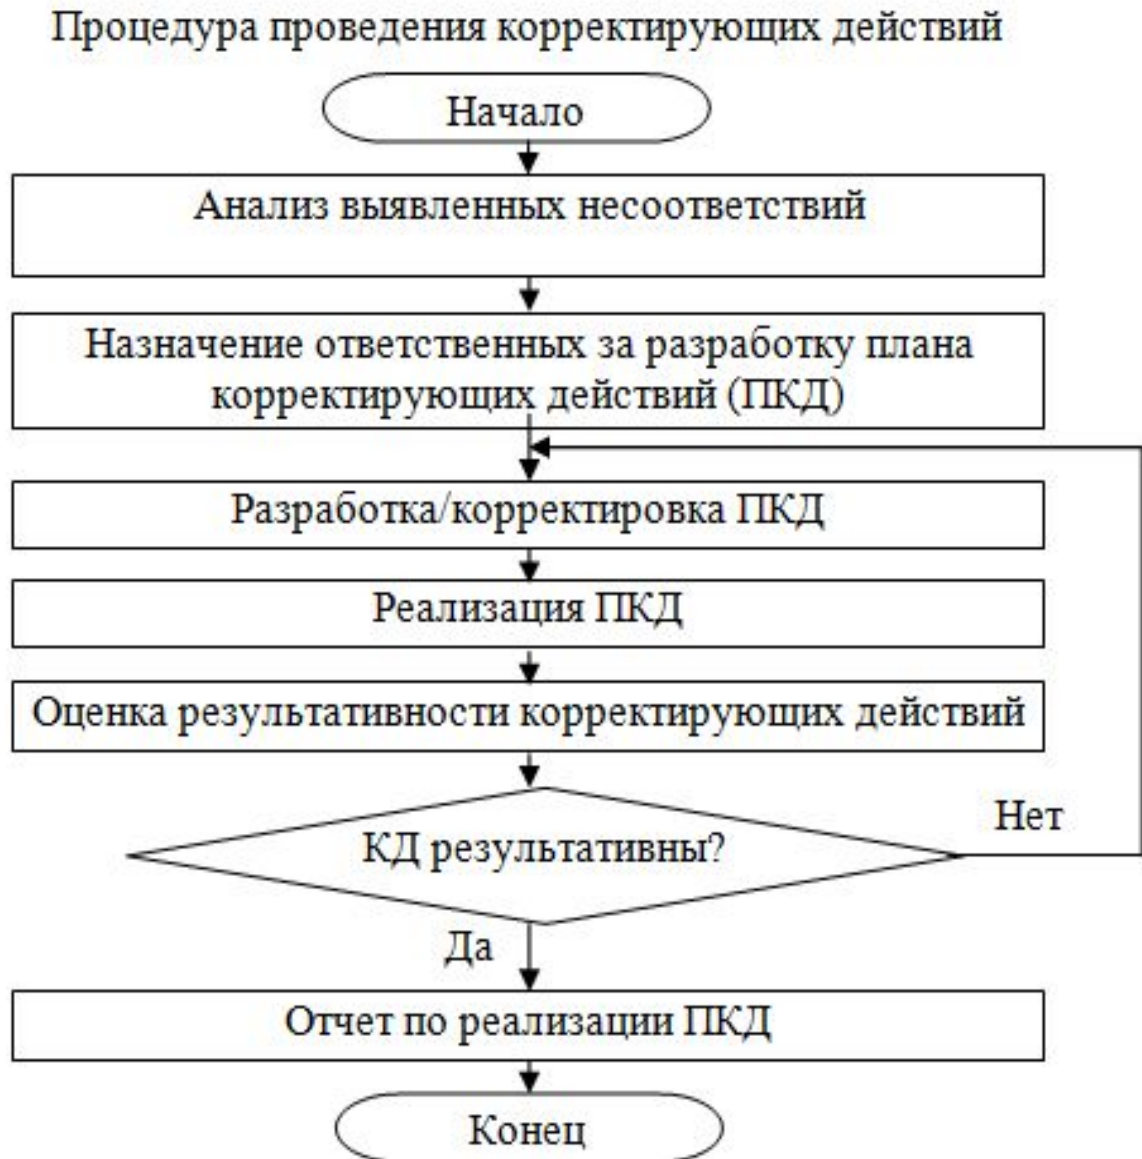 Процедура проведения корректирующих действий
Начало
Анализ выявленных несоответствий
Назначение ответственных за разработку плана
корректирующих действий (ПКД)
Разработка/корректировка ПКД
Реализация ПКД
Оценка результативности корректирующих действий
КД результативны?
Нет
Да
Отчет по реализации ПКД
Конец